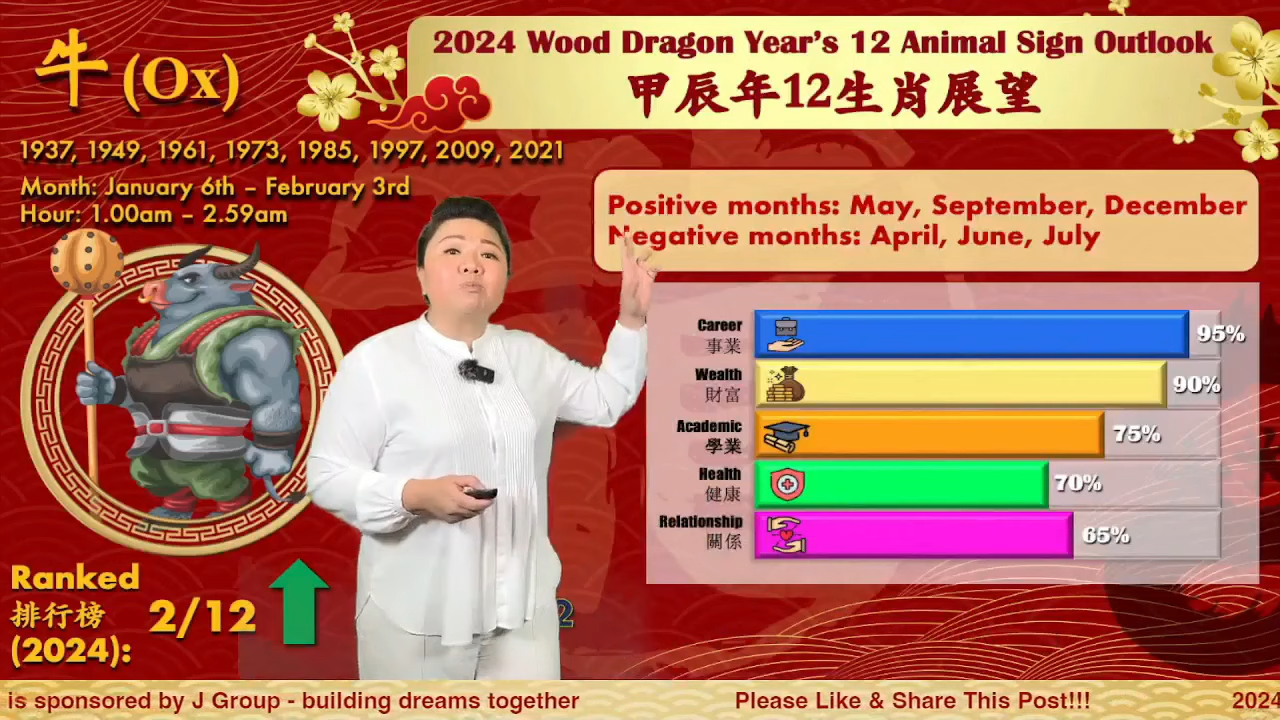 牛 (Ox)
2024 Wood Dragon Year's 12 Animal Sign Outlook
甲辰年12生肖展望
1937, 1949, 1961, 1973, 1985, 1997, 2009, 2021
Month: January 6th – February 3rd
Hour: 1.00am – 2.59am
Positive months: May, September, December
Negative months: April, June, July
Career
事業
95%
Wealth
財富
90%
Academic
學業
75%
Health
健康
70%
Relationship
關係
65%
Ranked
排行榜 2/12
(2024):
2
is sponsored by J Group - building dreams together
Please Like & Share This Post!!!
2024